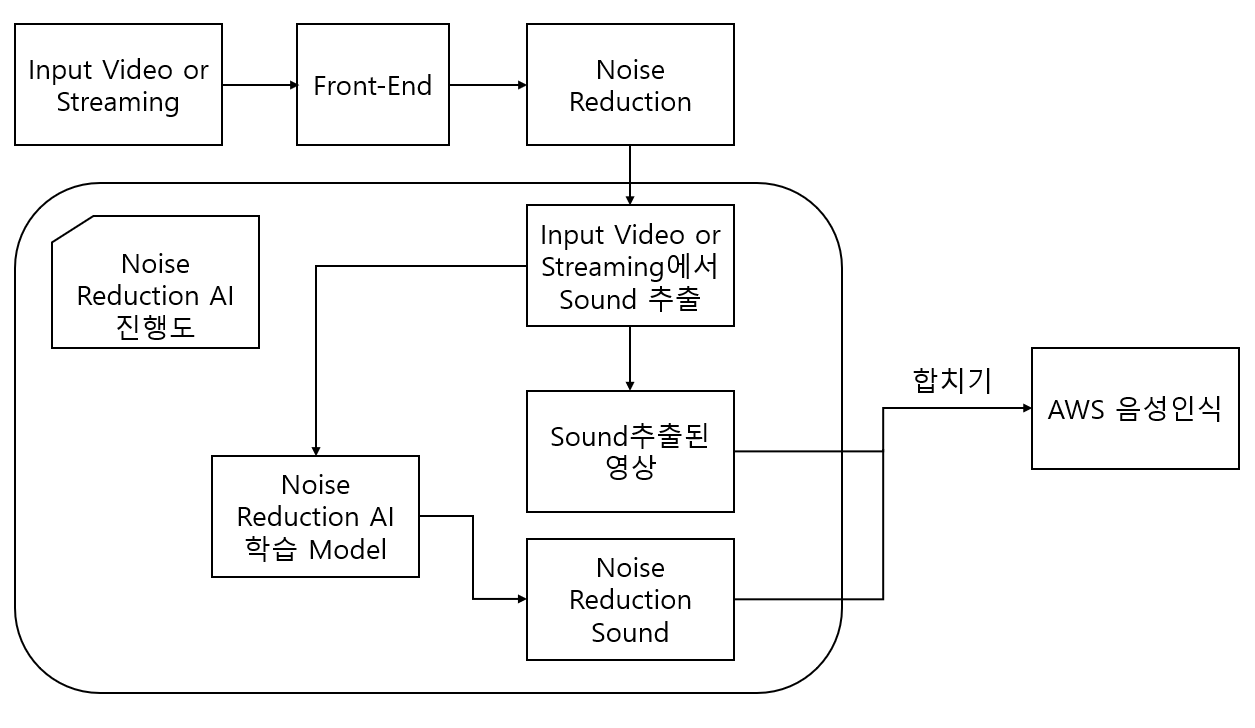 Input Video or
Streaming
Front-End
Noise
Reduction
Noise
Reduction AI
진행도
Input Video or
Streaming에서
Sound 추출
Sound추출된
영상
Noise
Reduction AI
학습 Model
Noise
Reduction
Sound
합치기
AWS 음성인식